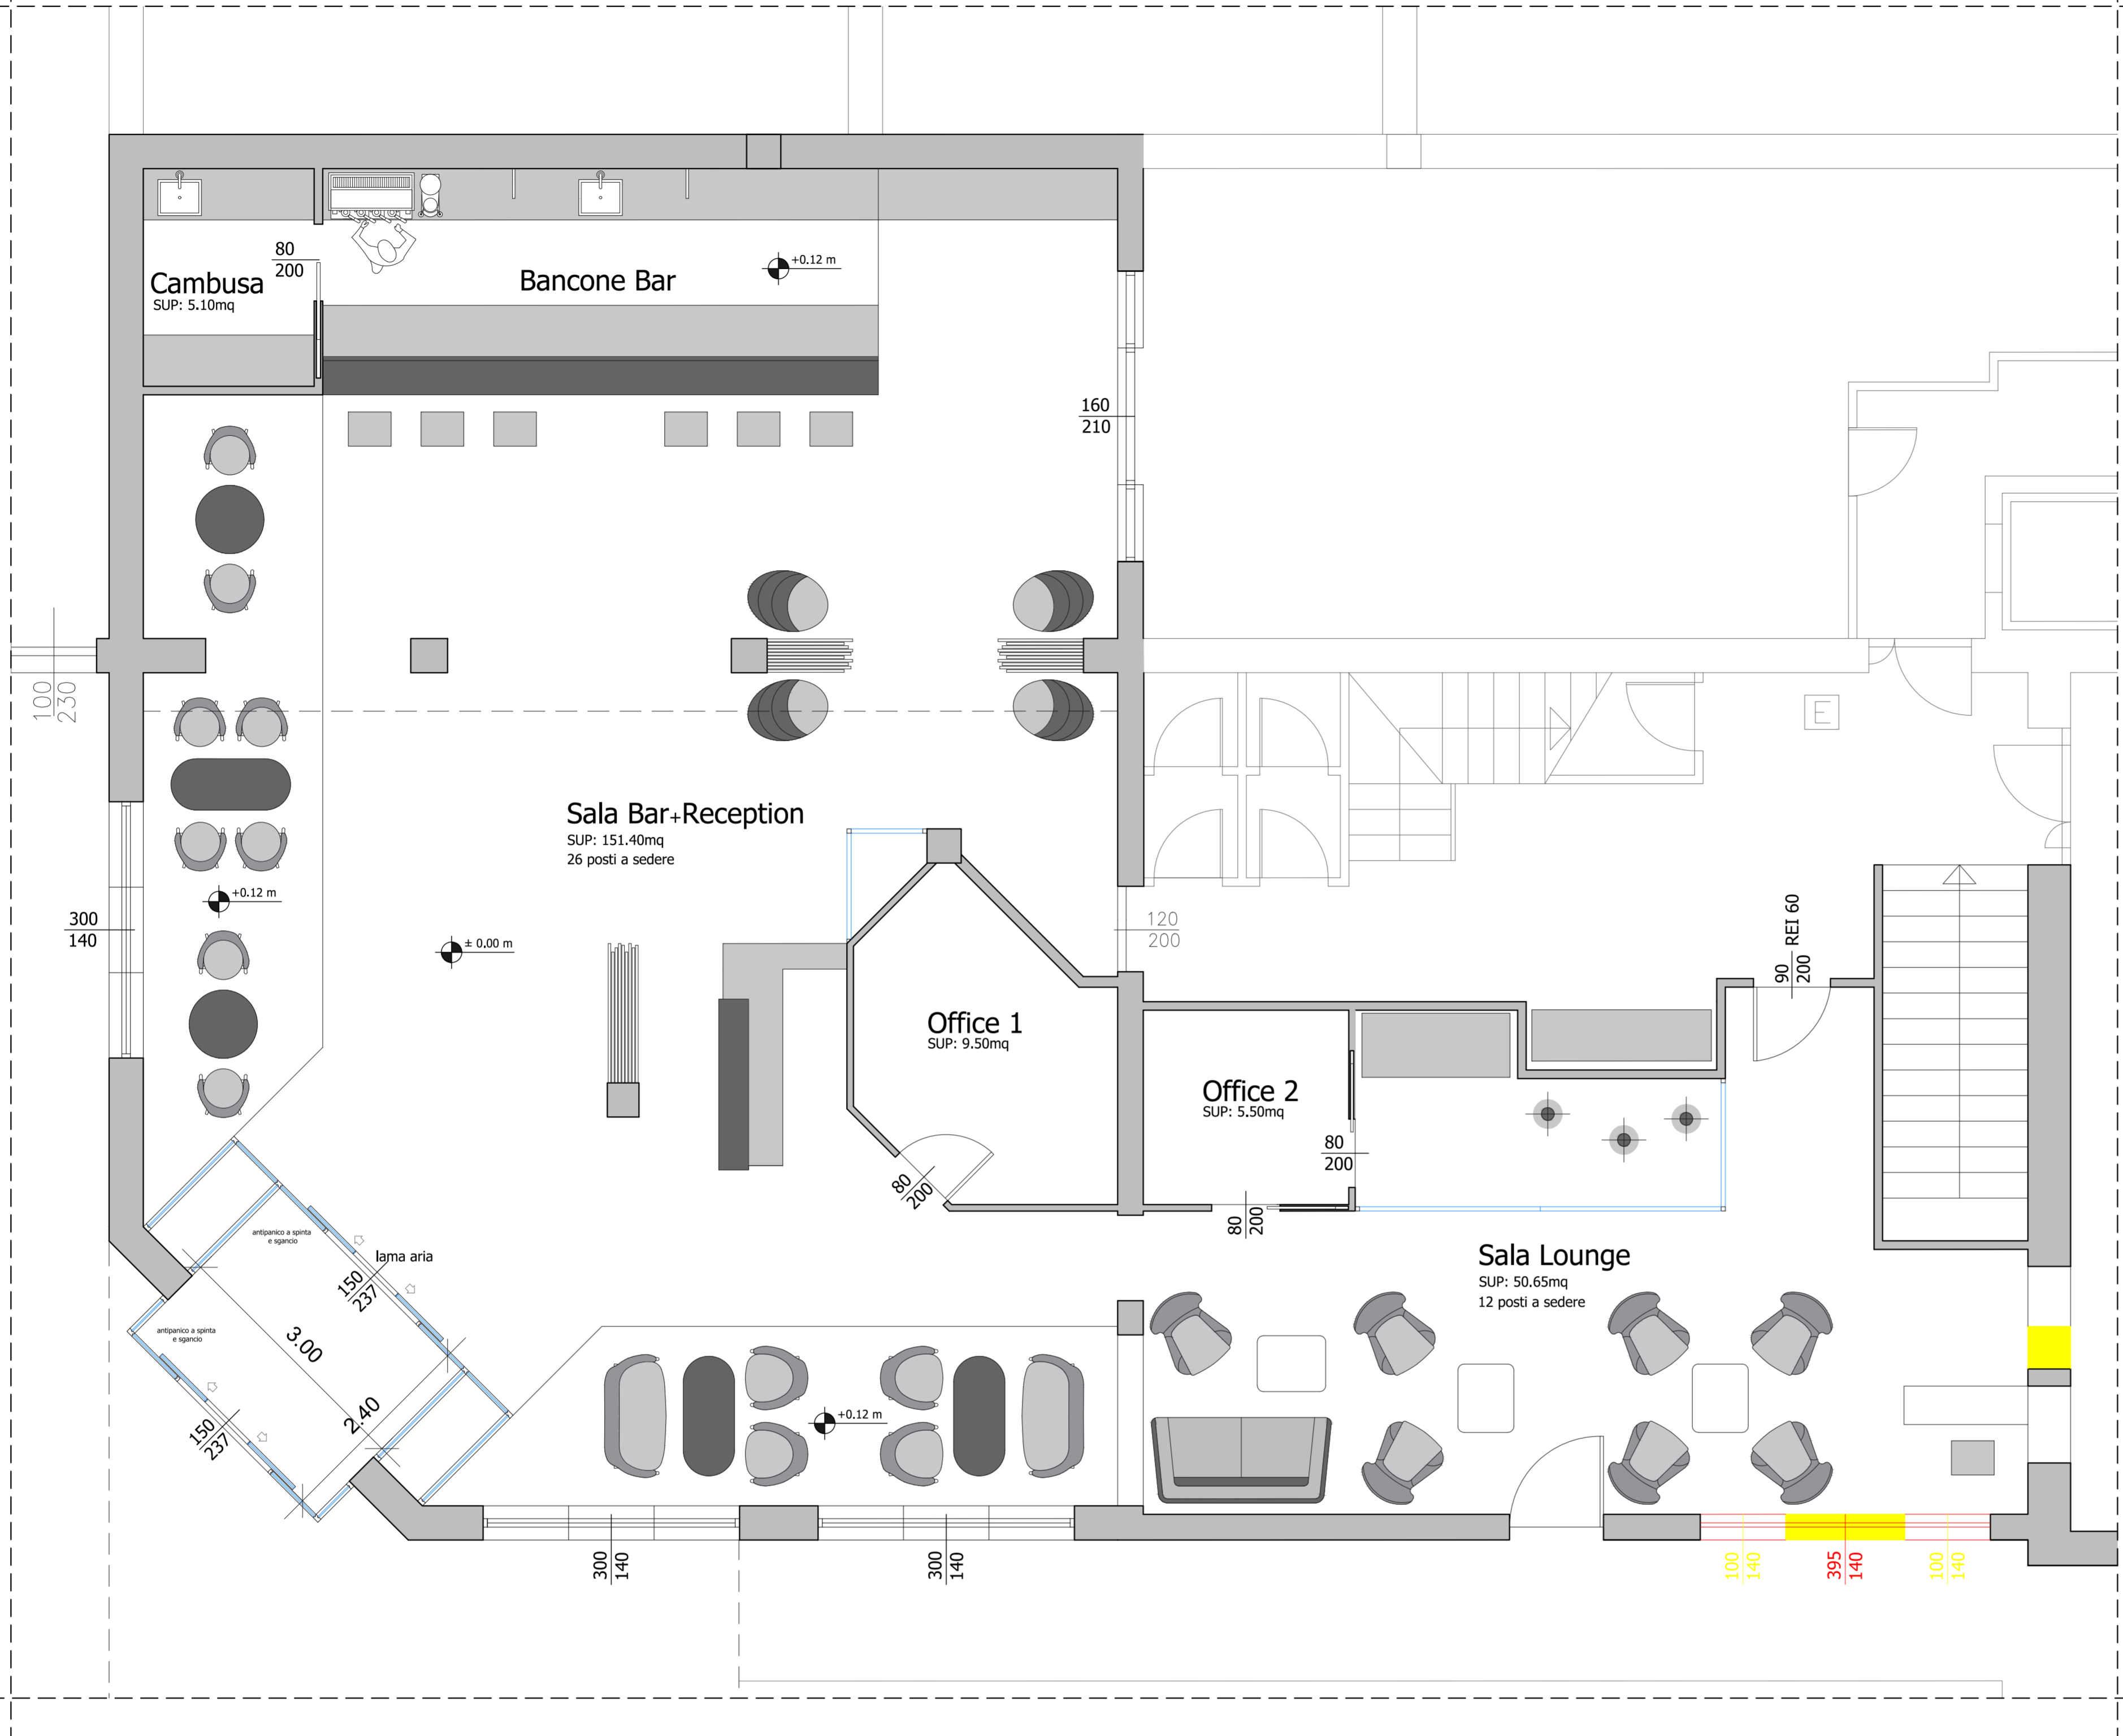 80
200
Cambusa
SUP: 5.10mq
Bancone Bar
+0.12 m
160
210
100
230
E
Sala Bar+Reception
SUP: 151.40mq
26 posti a sedere
+0.12 m
300
140
± 0.00 m
120
200
90
200
REI 60
Office 1
SUP: 9.50mq
Office 2
SUP: 5.50mq
80
200
80
200
80
200
antipanico a spinta
e sgancio
lama aria
150
237
Sala Lounge
SUP: 50.65mq
12 posti a sedere
antipanico a spinta
e sgancio
3.00
2.40
150
237
+0.12 m
300
140
300
140
100
140
395
140
100
140